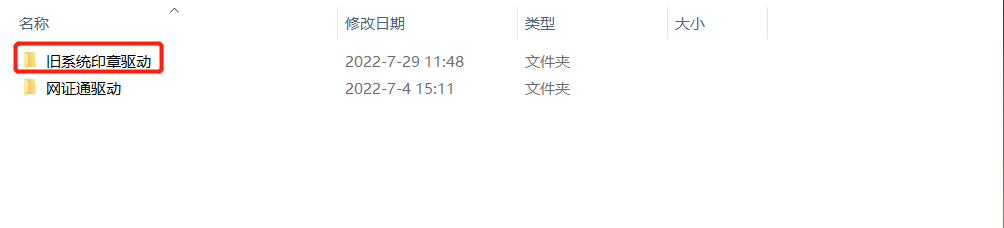 名称 修改日期 类型 大小
旧系统印章驱动 2022-7-29 11:48 文件夹
网证通驱动 2022-7-4 15:11 文件夹